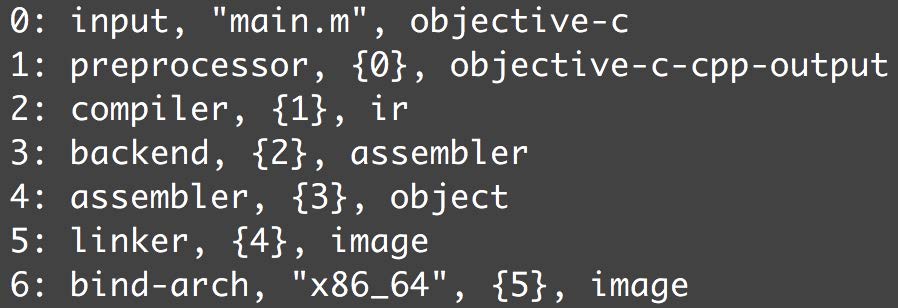 0: input, "main.m", objective-c
1: preprocessor, {0}, objective-c-cpp-output
2: compiler, {1}, ir
3: backend, {2}, assembler
4: assembler, {3}, object
5: linker, {4}, image
6: bind-arch, "x86_64", {5}, image